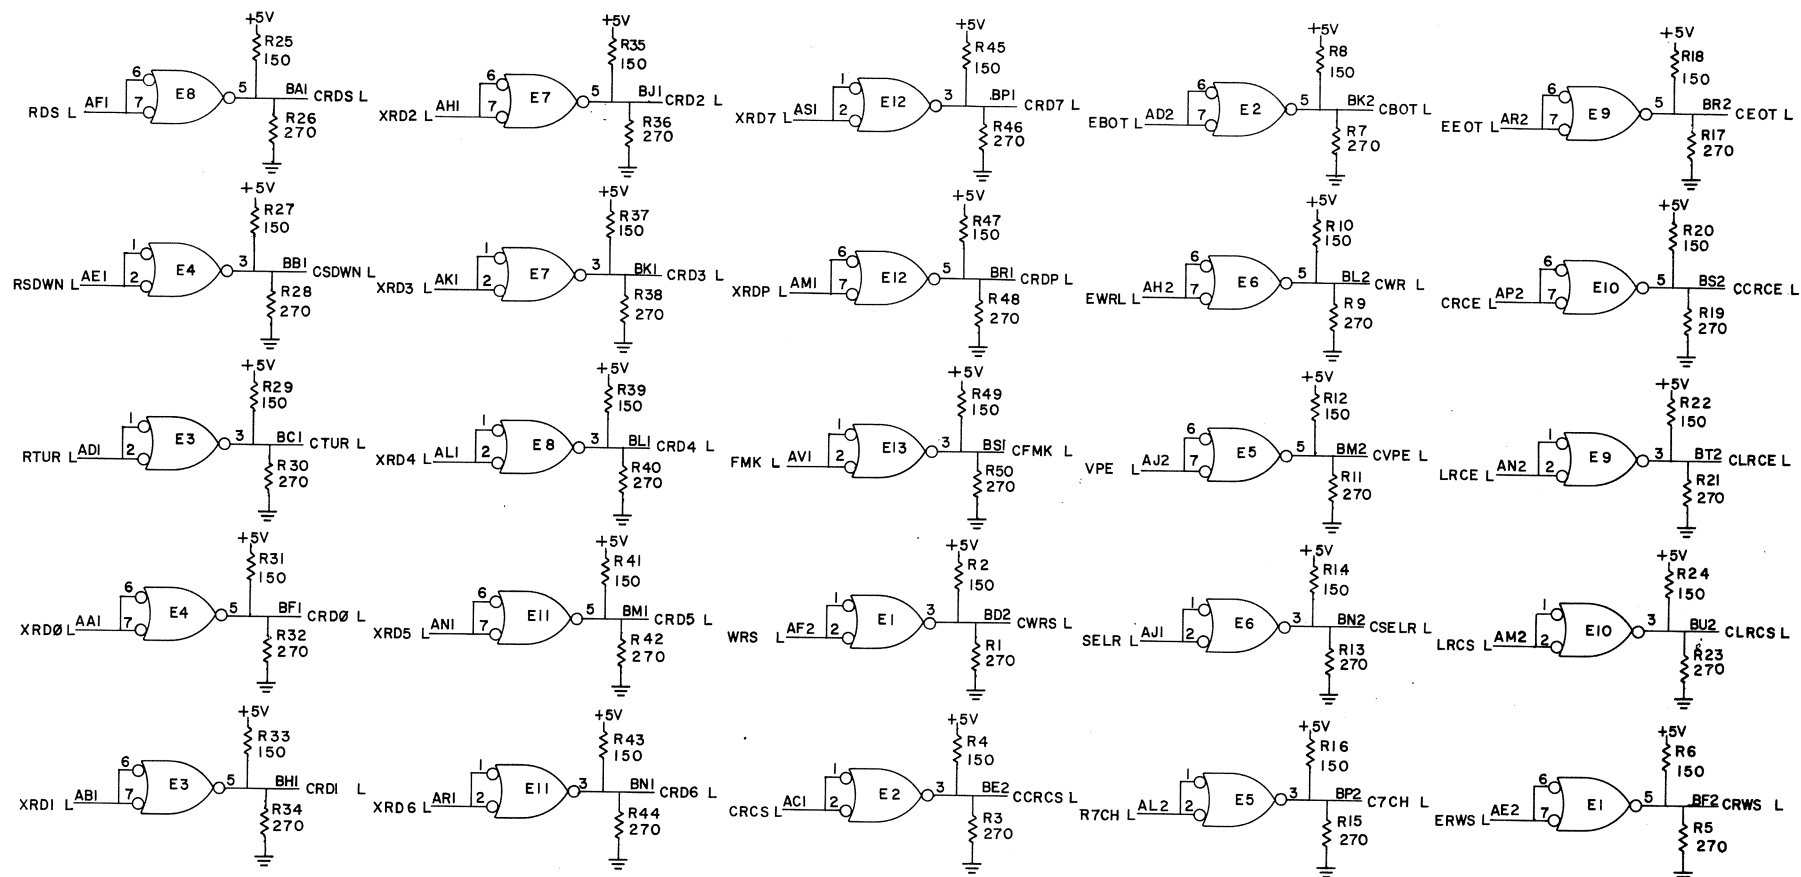 +5V R25 150 6 7 E8 5 BA1 CRDS L RDS L AF1 R26 270
+5V R35 150 6 7 E7 5 BJ1 CRD2 L XRD2 L AH1 R36 270
+5V R45 150 1 2 E12 3 BP1 CRD7 L XRD7 L AS1 R46 270
+5V R8 150 6 7 E2 5 BK2 CBOT L EBOT L AD2 R7 270
+5V R18 150 6 7 E9 5 BR2 CEOT L EEOT L AR2 R17 270
+5V R27 150 1 2 E4 3 BB1 CSDWN L RSDWN L AE1 R28 270
+5V R37 150 1 2 E7 3 BK1 CRD3 L XRD3 L AK1 R38 270
+5V R47 150 6 7 E12 5 BR1 CRDP L XRDP L AM1 R48 270
+5V R10 150 6 7 E6 5 BL2 CWR L EWRL L AH2 R9 270
+5V R20 150 6 7 E10 5 BS2 CCRCE L CRCE L AP2 R19 270
+5V R29 150 1 2 E3 3 BC1 CTUR L RTUR L AD1 R30 270
+5V R39 150 1 2 E8 3 BL1 CRD4 L XRD4 L AL1 R40 270
+5V R49 150 1 2 E13 3 BS1 CFMK L FMK L AV1 R50 270
+5V R12 150 6 7 E5 5 BM2 CVPE L VPE L AJ2 R11 270
+5V R22 150 1 2 E9 3 BT2 CLRCE L LRCE L AN2 R21 270
+5V R31 150 6 7 E4 5 BF1 CRDØ L XRDØ L AA1 R32 270
+5V R41 150 6 7 E11 5 BM1 CRD5 L XRD5 L AN1 R42 270
+5V R2 150 1 2 E1 3 BD2 CWRS L WRS L AF2 R1 270
+5V R14 150 1 2 E6 3 BN2 CSELR L SELR L AJ1 R13 270
+5V R24 150 1 2 E10 3 BU2 CLRCS L LRCS L AM2 R23 270
+5V R33 150 6 7 E3 5 BH1 CRD1 L XRD1 L AB1 R34 270
+5V R43 150 1 2 E11 3 BN1 CRD6 L XRD6 L AR1 R44 270
+5V R4 150 1 2 E2 3 BE2 CCRCS L CRCS L AC1 R3 270
+5V R16 150 1 2 E5 3 BP2 C7CH L R7CH L AL2 R15 270
+5V R6 150 6 7 E1 5 BF2 CRWS L ERWS L AE2 R5 270